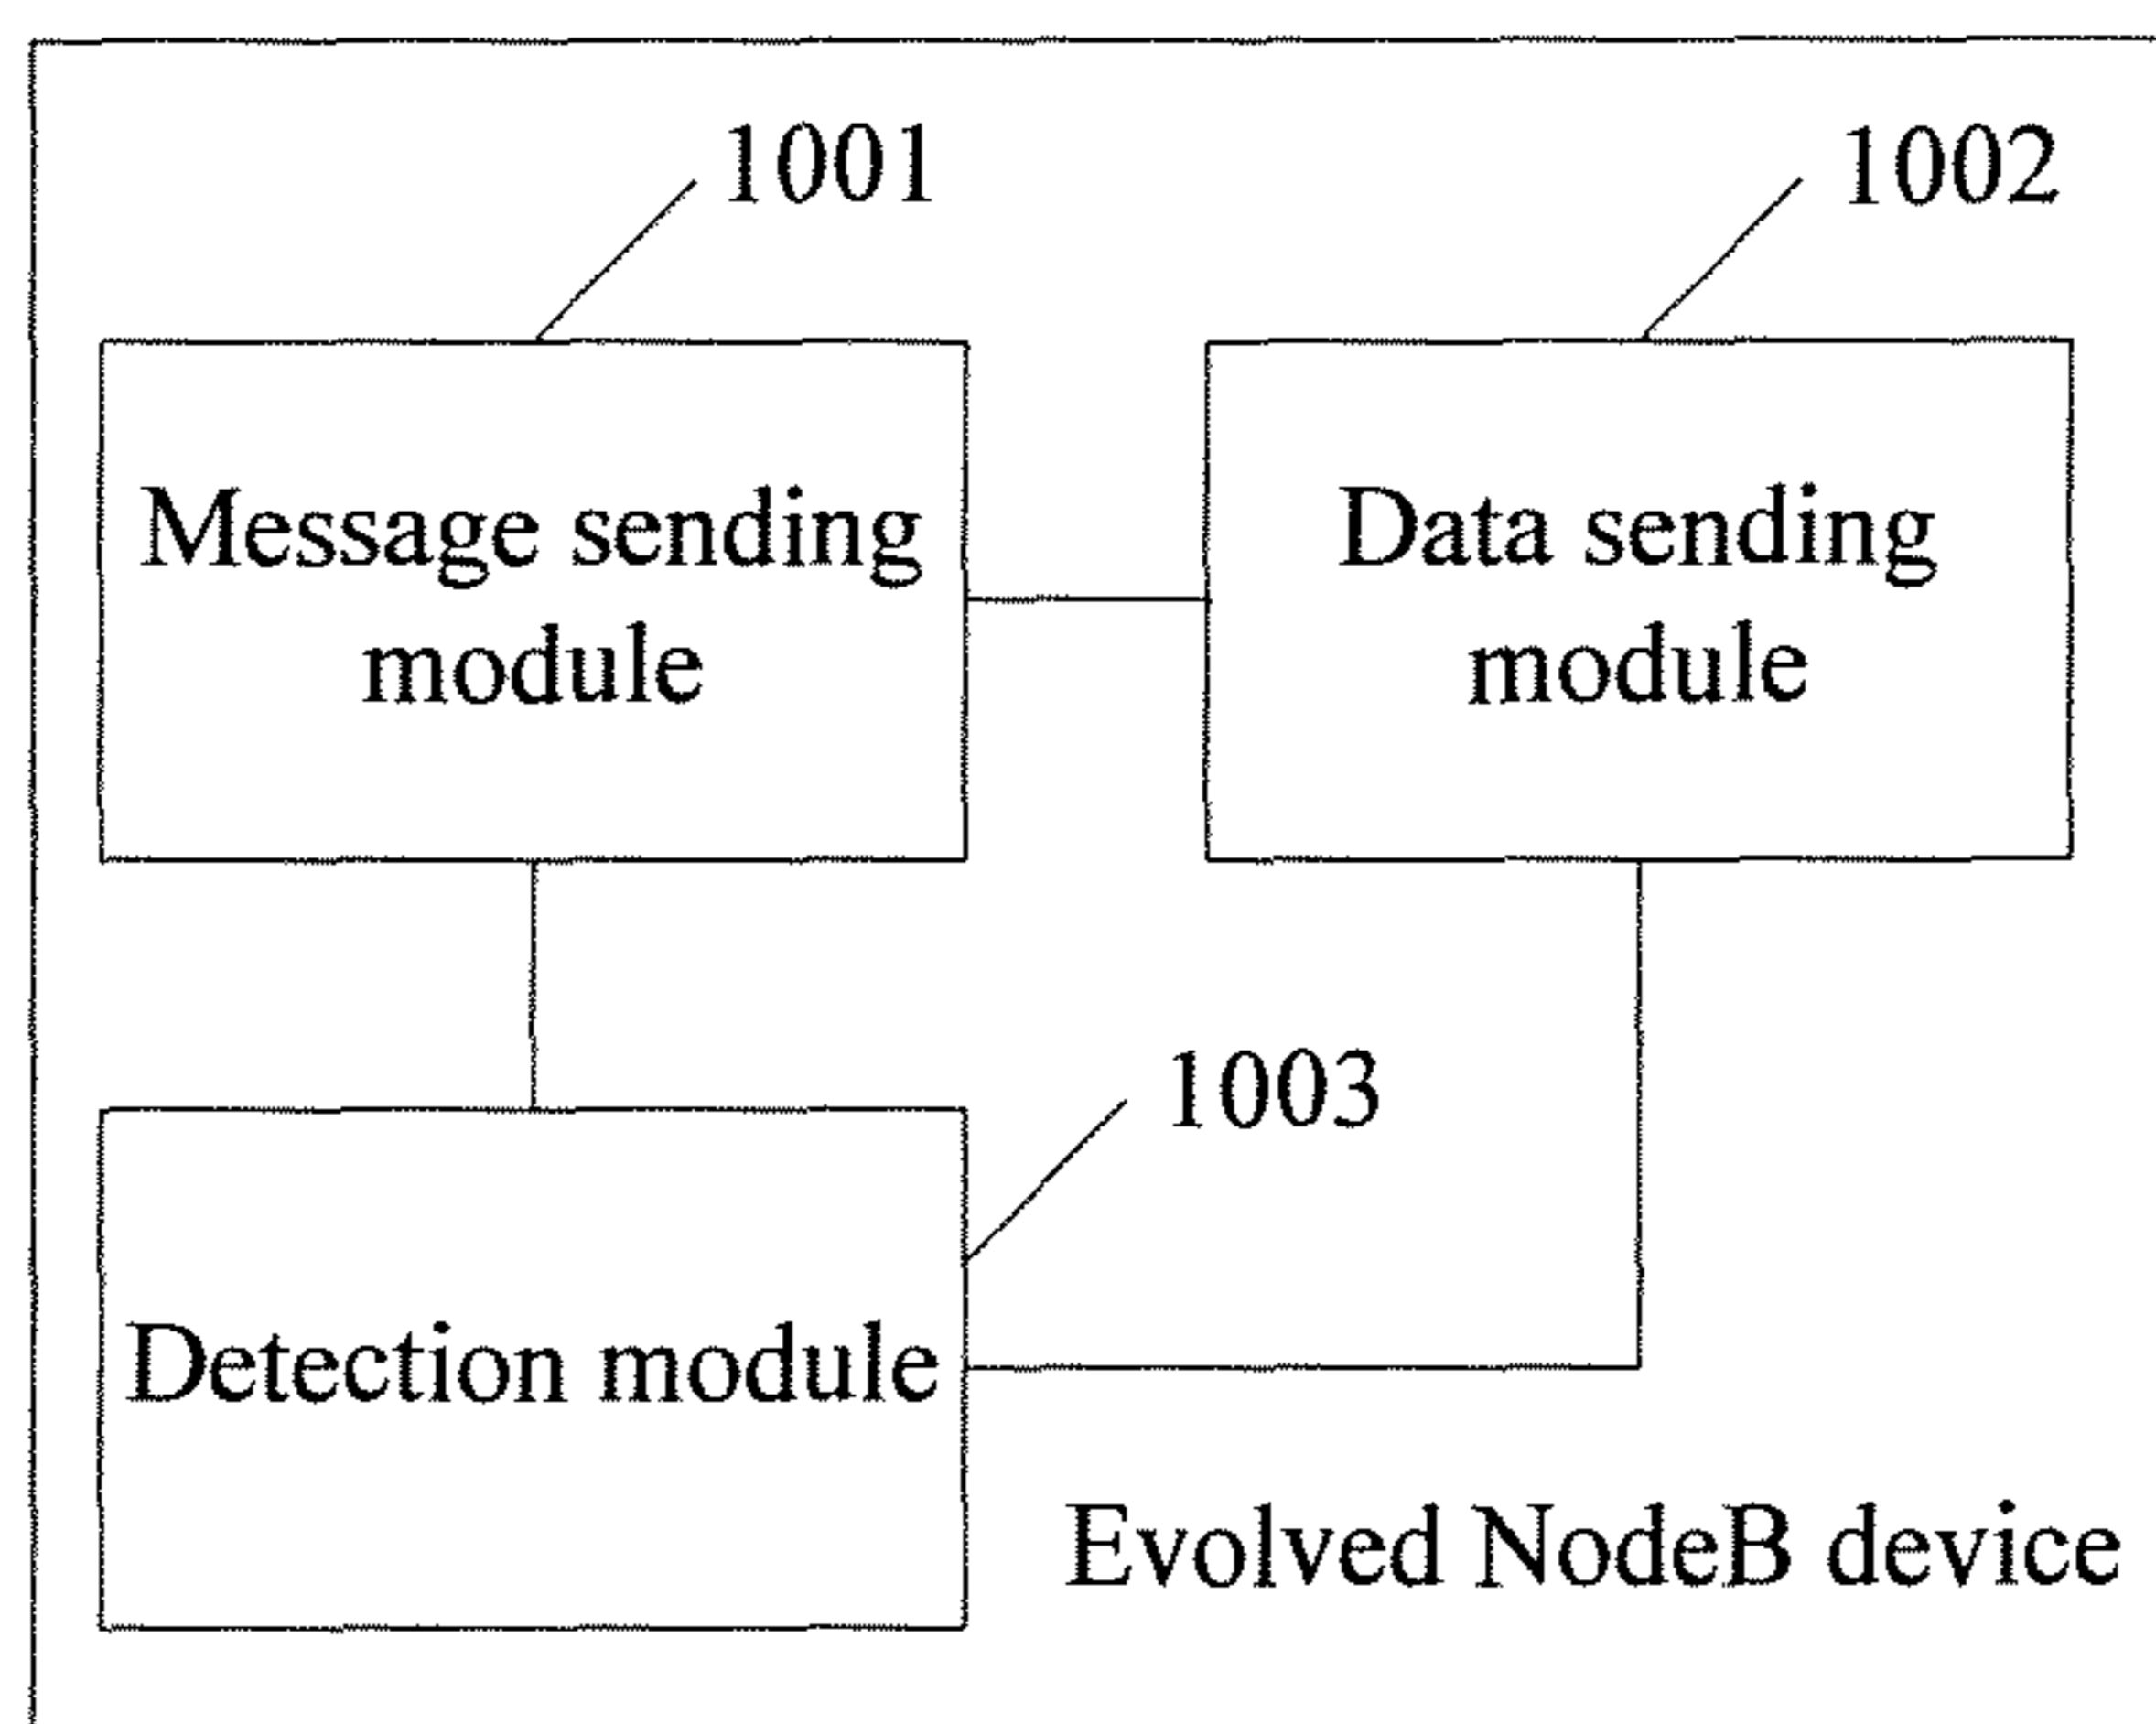 1001
1002
Message sending
module
Data sending
module
1003
Detection module
Evolved NodeB device